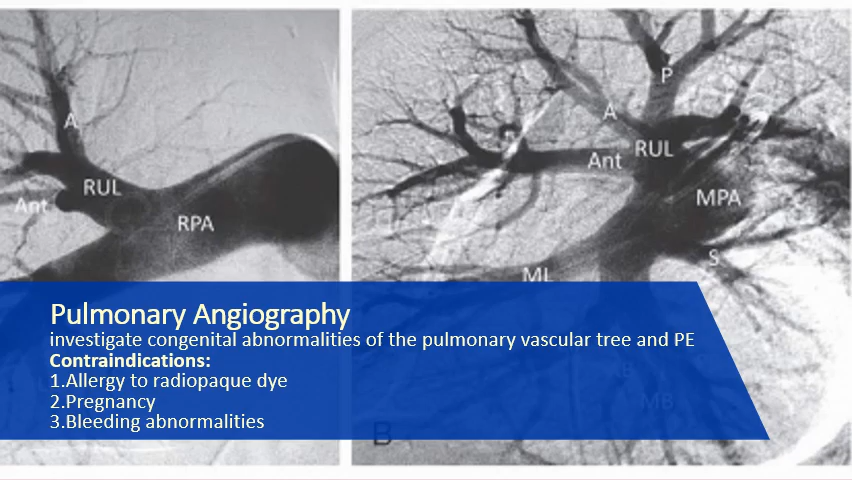 A
RUL
Ant
RPA
P
A
RUL
Ant
MPA
S
ML
Pulmonary Angiography
investigate congenital abnormalities of the pulmonary vascular tree and PE
Contraindications:
1.Allergy to radiopaque dye
2.Pregnancy
3.Bleeding abnormalities
MB
B